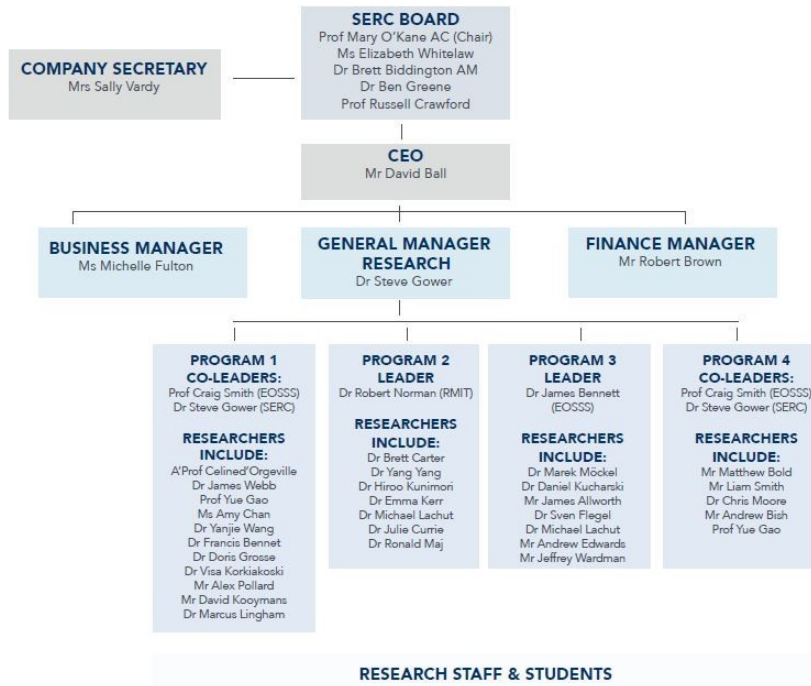 SERC BOARD
Prof Mary O'Kane AC (Chair)
Ms Elizabeth Whitelaw
Dr Brett Biddington AM
Dr Ben Greene
Prof Russell Crawford
COMPANY SECRETARY
Mrs Sally Vardy
CEO
Mr David Ball
BUSINESS MANAGER
Ms Michelle Fulton
GENERAL MANAGER
RESEARCH
Dr Steve Gower
FINANCE MANAGER
Mr Robert Brown
PROGRAM 1
CO-LEADERS:
Prof Craig Smith (EOSSS)
Dr Steve Gower (SERC)
RESEARCHERS
INCLUDE:
A'Prof Celined'Orgeville
Dr James Webb
Prof Yue Gao
Ms Amy Chan
Dr Yanjie Wang
Dr Francis Bennet
Dr Doris Grosse
Dr Visa Korkiakoski
Mr Alex Pollard
Mr David Kooymans
Dr Marcus Lingham
PROGRAM 2
LEADER
Dr Robert Norman (RMIT)
RESEARCHERS
INCLUDE:
Dr Brett Carter
Dr Yang Yang
Dr Hiroo Kunimori
Dr Emma Kerr
Dr Michael Lachut
Dr Julie Currie
Dr Ronald Maj
PROGRAM 3
LEADER
Dr James Bennett
(EOSSS)
RESEARCHERS
INCLUDE:
Dr Marek Möckel
Dr Daniel Kucharski
Mr James Allworth
Dr Sven Flegel
Dr Michael Lachut
Mr Andrew Edwards
Mr Jeffrey Wardman
PROGRAM 4
CO-LEADERS:
Prof Craig Smith (EOSSS)
Dr Steve Gower (SERC)
RESEARCHERS
INCLUDE:
Mr Matthew Bold
Mr Liam Smith
Dr Chris Moore
Mr Andrew Bish
Prof Yue Gao
RESEARCH STAFF & STUDENTS